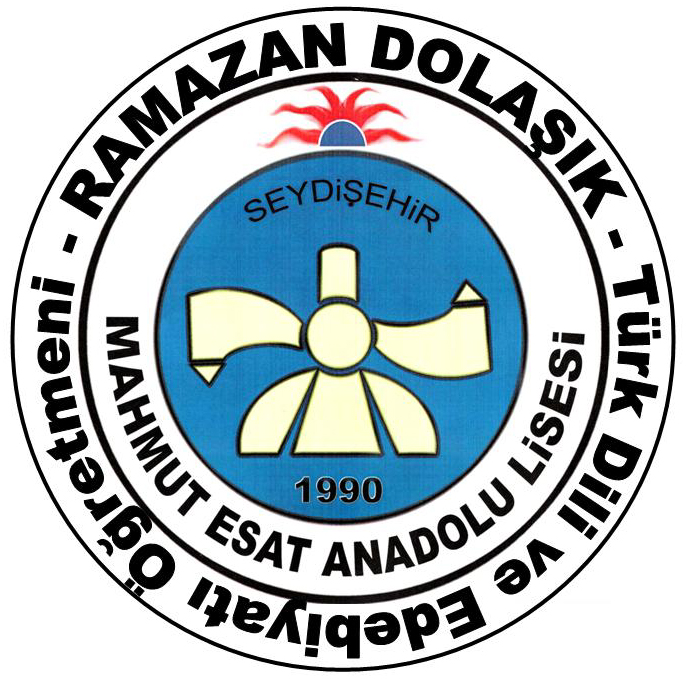 RAMAZAN DOLAŞIK - Türk Dili ve Edebiyatı Öğretmeni -
SEYDİŞEHİR
1990
MAHMUT ESAT ANADOLU LİSESİ